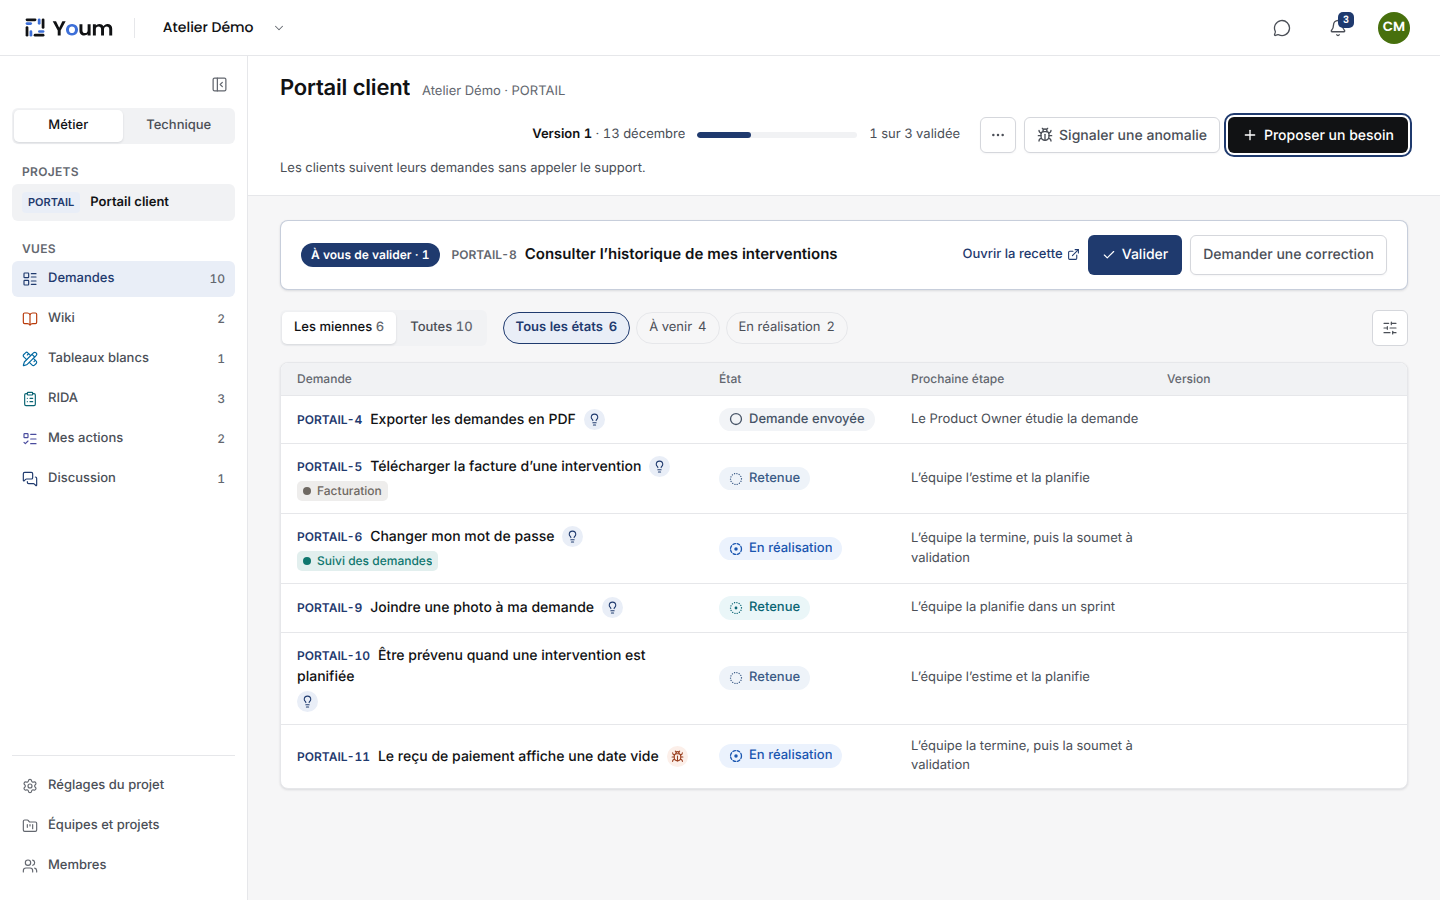 Youm
Atelier Démo
3
CM
Métier
Technique
PROJETS
PORTAIL Portail client
VUES
Demandes 10
Wiki 2
Tableaux blancs 1
RIDA 3
Mes actions 2
Discussion 1
Réglages du projet
Équipes et projets
Membres
Portail client Atelier Démo · PORTAIL
Version 1 · 13 décembre 1 sur 3 validée
Signaler une anomalie
Proposer un besoin
Les clients suivent leurs demandes sans appeler le support.
À vous de valider · 1 PORTAIL-8 Consulter l’historique de mes interventions
Ouvrir la recette
Valider
Demander une correction
Les miennes 6 Toutes 10
Tous les états 6 À venir 4 En réalisation 2
Demande État Prochaine étape Version
PORTAIL-4 Exporter les demandes en PDF
Demande envoyée
Le Product Owner étudie la demande
PORTAIL-5 Télécharger la facture d’une intervention
Facturation
Retenue
L’équipe l’estime et la planifie
PORTAIL-6 Changer mon mot de passe
Suivi des demandes
En réalisation
L’équipe la termine, puis la soumet à
validation
PORTAIL-9 Joindre une photo à ma demande
Retenue
L’équipe la planifie dans un sprint
PORTAIL-10 Être prévenu quand une intervention est
planifiée
Retenue
L’équipe l’estime et la planifie
PORTAIL-11 Le reçu de paiement affiche une date vide
En réalisation
L’équipe la termine, puis la soumet à
validation